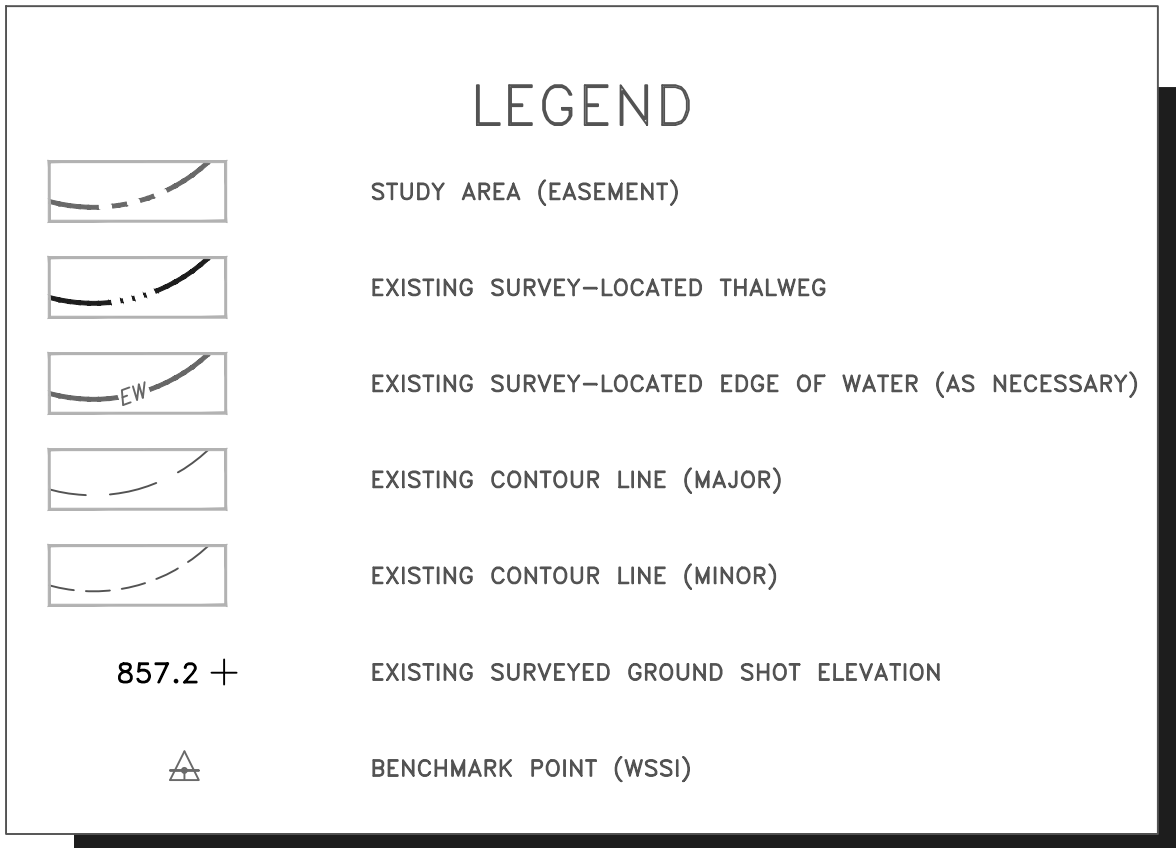 LEGEND
STUDY AREA (EASEMENT)
EXISTING SURVEY–LOCATED THALWEG
EW EXISTING SURVEY–LOCATED EDGE OF WATER (AS NECESSARY)
EXISTING CONTOUR LINE (MAJOR)
EXISTING CONTOUR LINE (MINOR)
857.2 + EXISTING SURVEYED GROUND SHOT ELEVATION
BENCHMARK POINT (WSSI)